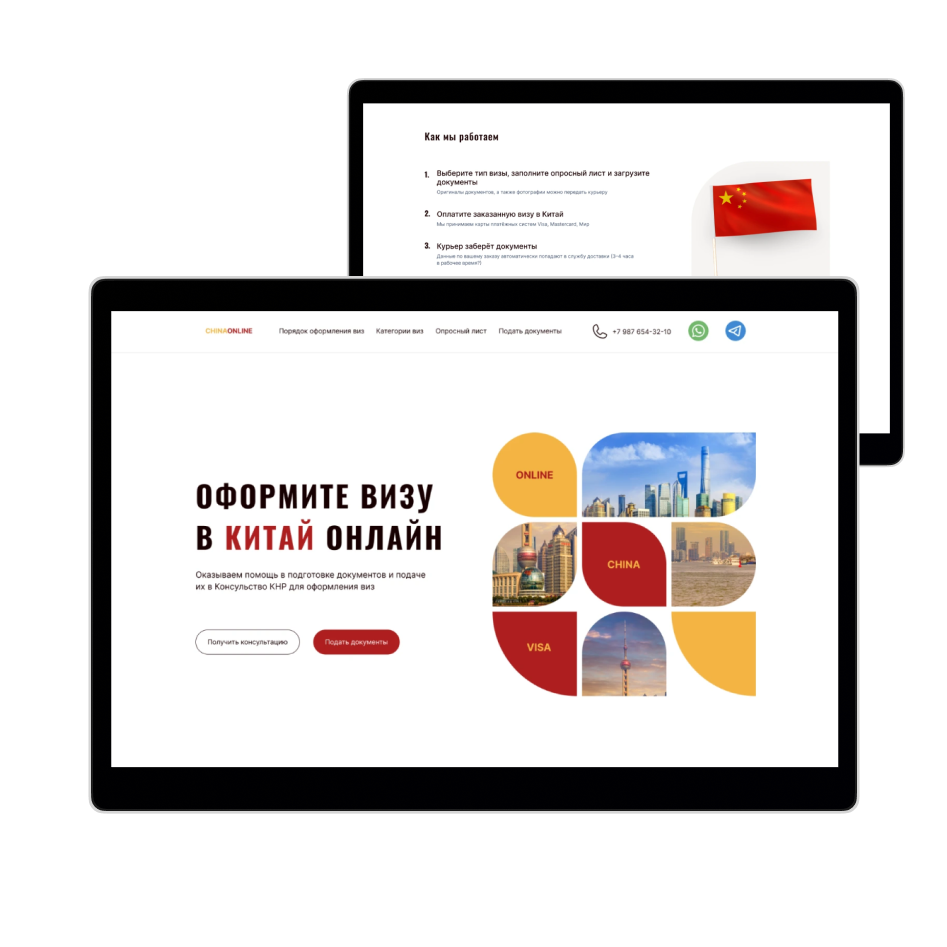 Как мы работаем
1. Выберите тип визы, заполните опросный лист и загрузите
документы
Оригиналы документов, а также фотографии можно передать курьеру
2. Оплатите заказанную визу в Китай
Мы принимаем карты платёжных систем Visa, Mastercard, Мир
3. Курьер заберёт документы
Данные по вашему заказу автоматически попадают в службу доставки (3-4 часа
в рабочее время?)
CHINAONLINE
Порядок оформления виз
Категории виз
Опросный лист
Подать документы
+7 987 654-32-10
ОФОРМИТЕ ВИЗУ
В КИТАЙ ОНЛАЙН
Оказываем помощь в подготовке документов и подаче
их в Консульство КНР для оформления виз
Получить консультацию
Подать документы
ONLINE
CHINA
VISA